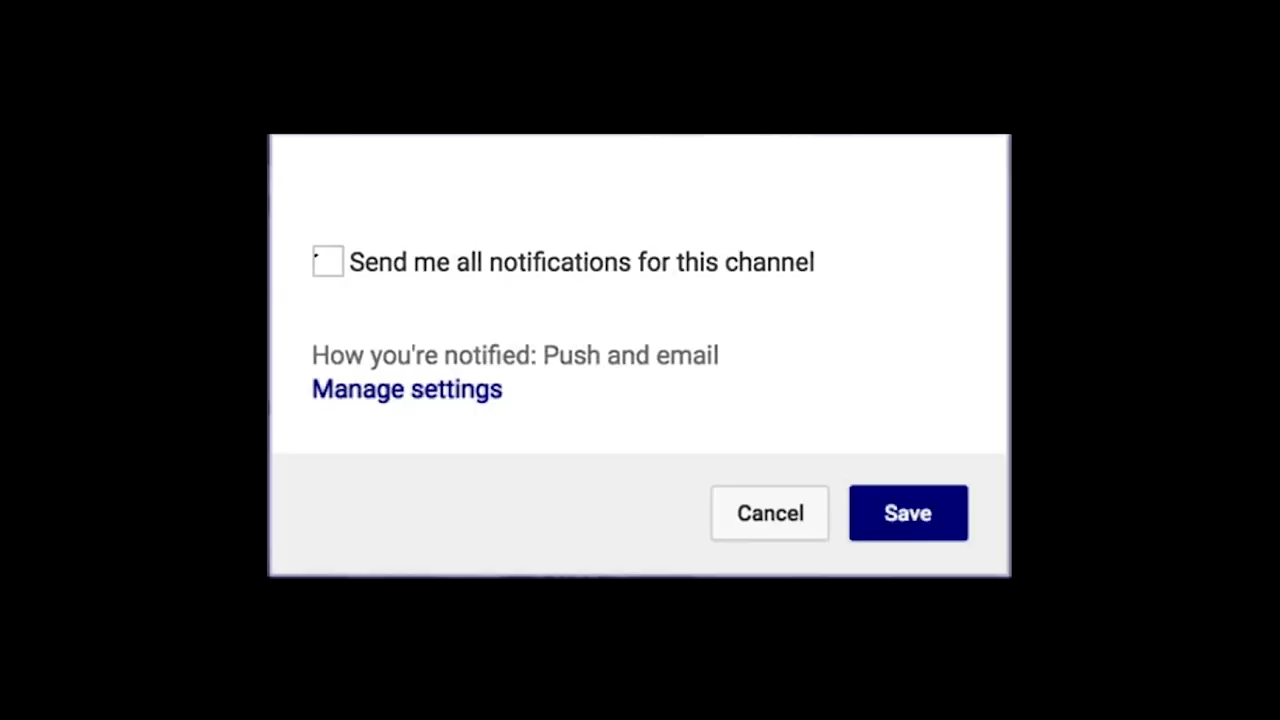 Send me all notifications for this channel
How you're notified: Push and email
Manage settings
Cancel
Save